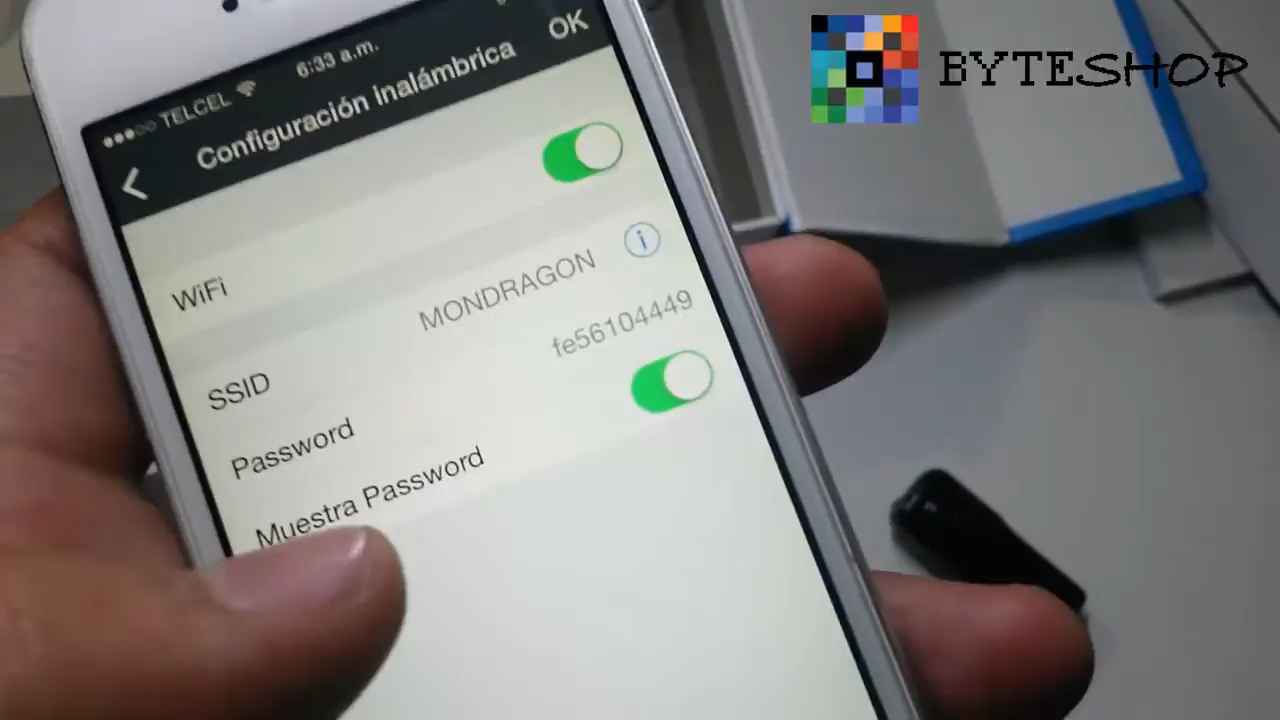 BYTESHOP
TELCEL 6:33 a.m.
Configuración inalámbrica OK
WiFi
SSID MONDRAGON
Password fe56104449
Muestra Password